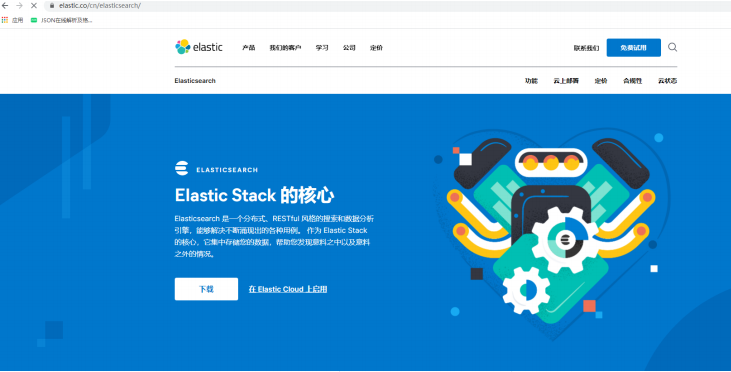 elastic.co/cn/elasticsearch/
应用 JSON在线解析及格...
elastic 产品 我们的客户 学习 公司 定价 联系我们 免费试用
Elasticsearch 功能 云上部署 定价 合规性 云状态
ELASTICSEARCH
Elastic Stack 的核心
Elasticsearch 是一个分布式、RESTful 风格的搜索和数据分析
引擎，能够解决不断涌现出的各种用例。 作为 Elastic Stack
的核心，它集中存储您的数据，帮助您发现意料之中以及意料
之外的情况。
下载 在 Elastic Cloud 上启用